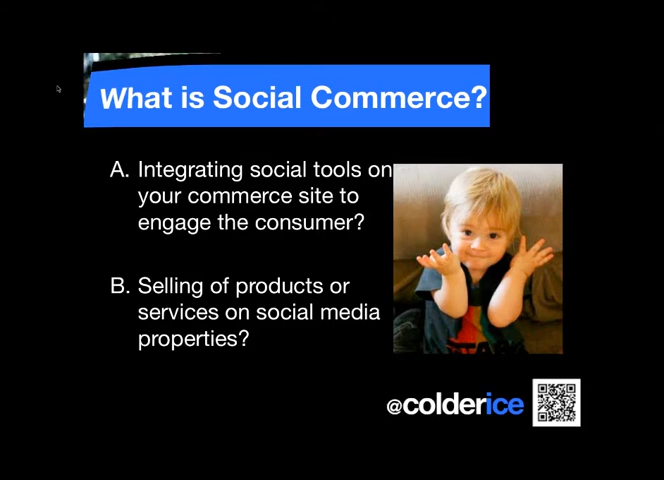 What is Social Commerce?
A. Integrating social tools on
your commerce site to
engage the consumer?
B. Selling of products or
services on social media
properties?
@colderice